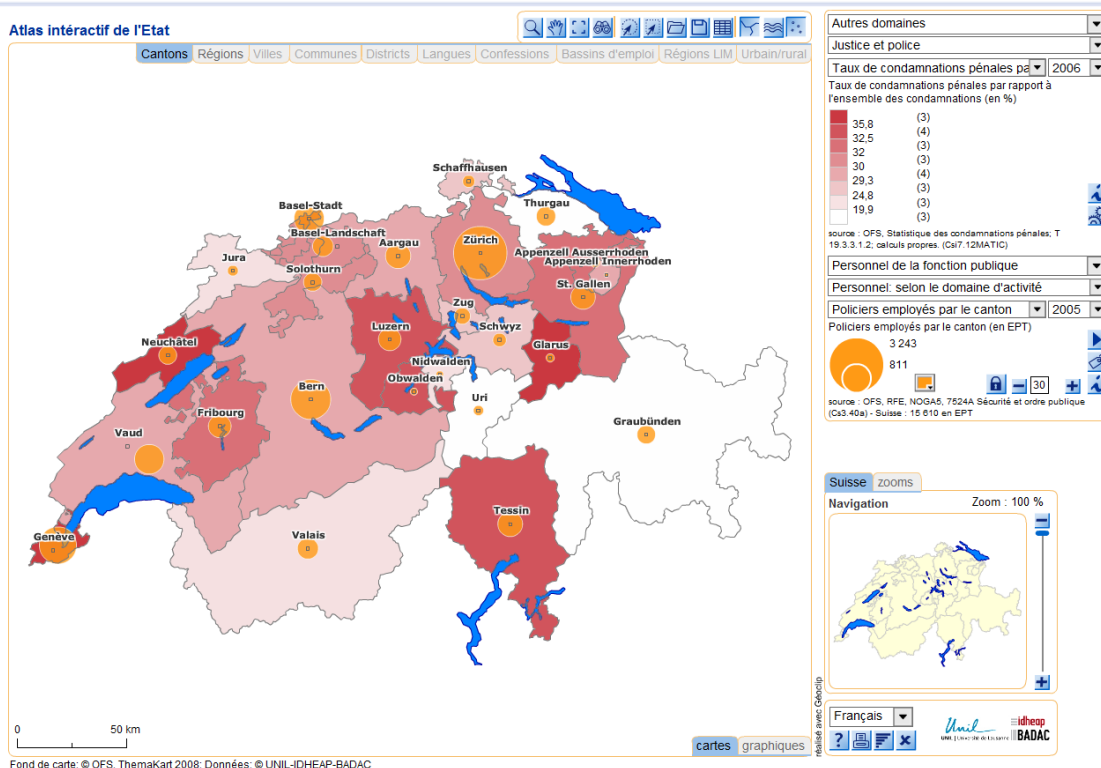 Atlas intéractif de l'Etat
Cantons Régions Villes Communes Districts Langues Confessions Bassins d'emploi Régions LIM Urbain/rural
Schaffhausen
Thurgau
Basel-Stadt
Basel-Landschaft
Aargau
Zürich
Appenzell Ausserrhoden
Appenzell Innerrhoden
Jura
Solothurn
St. Gallen
Zug
Luzern
Schwyz
Neuchâtel
Glarus
Nidwalden
Obwalden
Bern
Uri
Fribourg
Graubünden
Vaud
Tessin
Genève
Valais
0 50 km
cartes graphiques
Fond de carte: © OFS, ThemaKart 2008; Données: © UNIL-IDHEAP-BADAC
réalisé avec Géoclip
Autres domaines
Justice et police
Taux de condamnations pénales pa 2006
Taux de condamnations pénales par rapport à
l'ensemble des condamnations (en %)
(3)
35,8
(4)
32,5
(3)
32
(3)
30
(4)
29,3
(3)
24,8
(3)
19,9
(3)
source : OFS, Statistique des condamnations pénales; T
19.3.3.1.2; calculs propres. (Csi7.12MATIC)
Personnel de la fonction publique
Personnel: selon le domaine d'activité
Policiers employés par le canton 2005
Policiers employés par le canton (en EPT)
3 243
811
30
source : OFS, RFE, NOGA5, 7524A Sécurité et ordre publique
(Cs3.40a) - Suisse : 15 610 en EPT
Suisse zooms
Navigation Zoom : 100 %
Français
Unil
UNIL | Université de Lausanne
idheap
BADAC